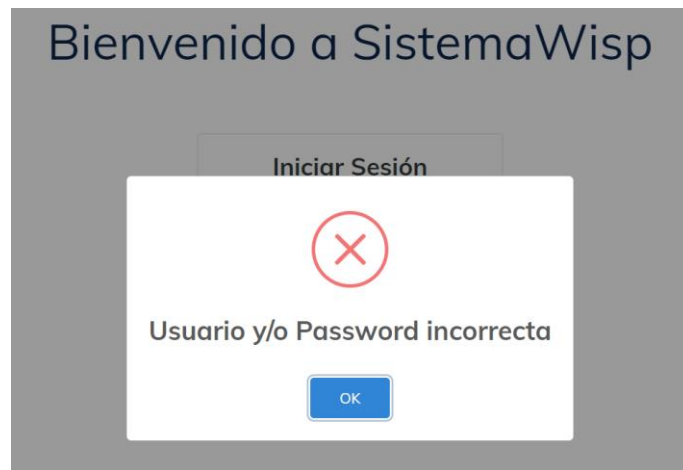 Bienvenido a SistemaWisp
Iniciar Sesión
Usuario y/o Password incorrecta
OK